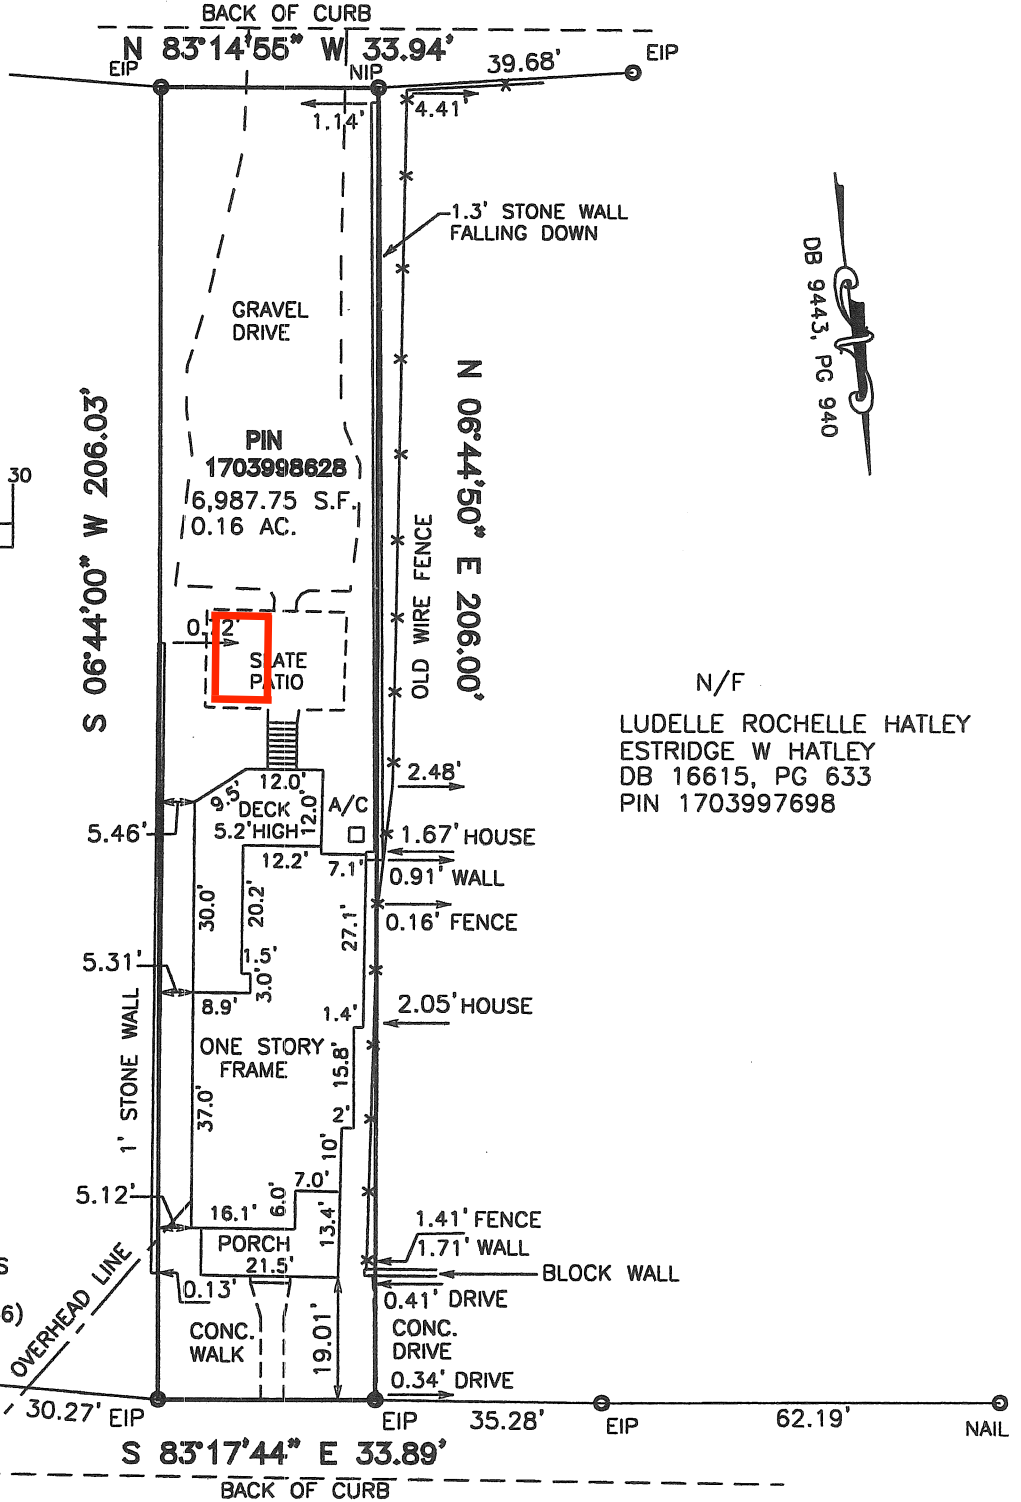 BACK OF CURB
N 83°14'55" W 33.94'
EIP
NIP
39.68'
EIP
1.14'
4.41'
1.3' STONE WALL
FALLING DOWN
DB 9443, PG 940
GRAVEL
DRIVE
N 06°44'50" E 206.00'
S 06°44'00" W 206.03'
30
PIN
1703998628
6,987.75 S.F.
0.16 AC.
OLD WIRE FENCE
SLATE
PATIO
N/F
LUDELLE ROCHELLE HATLEY
ESTRIDGE W HATLEY
DB 16615, PG 633
PIN 1703997698
2.48'
12.0'
9.5'
DECK
5.2'HIGH
12.0'
A/C
5.46'
1.67' HOUSE
12.2'
7.1'
0.91' WALL
30.0'
20.2'
27.1'
0.16' FENCE
5.31'
1.5'
3.0'
8.9'
1.4'
2.05' HOUSE
1' STONE WALL
ONE STORY
FRAME
15.8'
37.0'
2'
10'
5.12'
7.0'
6.0'
16.1'
13.4'
1.41' FENCE
1.71' WALL
PORCH
21.5'
BLOCK WALL
S
0.13'
0.41' DRIVE
6)
OVERHEAD LINE
CONC.
WALK
19.01'
CONC.
DRIVE
0.34' DRIVE
30.27'
EIP
EIP
35.28'
EIP
62.19'
NAIL
S 83°17'44" E 33.89'
BACK OF CURB